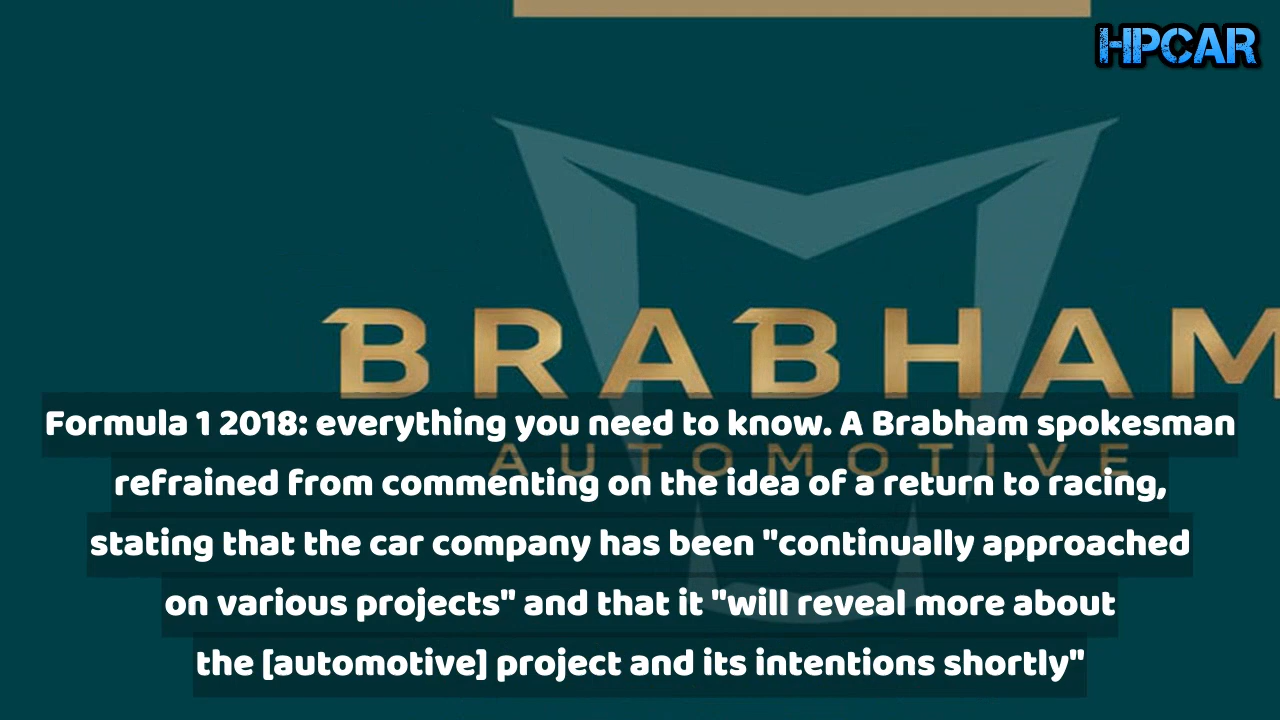 HPCAR
BRABHAM
AUTOMOTIVE
Formula 1 2018: everything you need to know. A Brabham spokesman
refrained from commenting on the idea of a return to racing,
stating that the car company has been "continually approached
on various projects" and that it "will reveal more about
the [automotive] project and its intentions shortly"